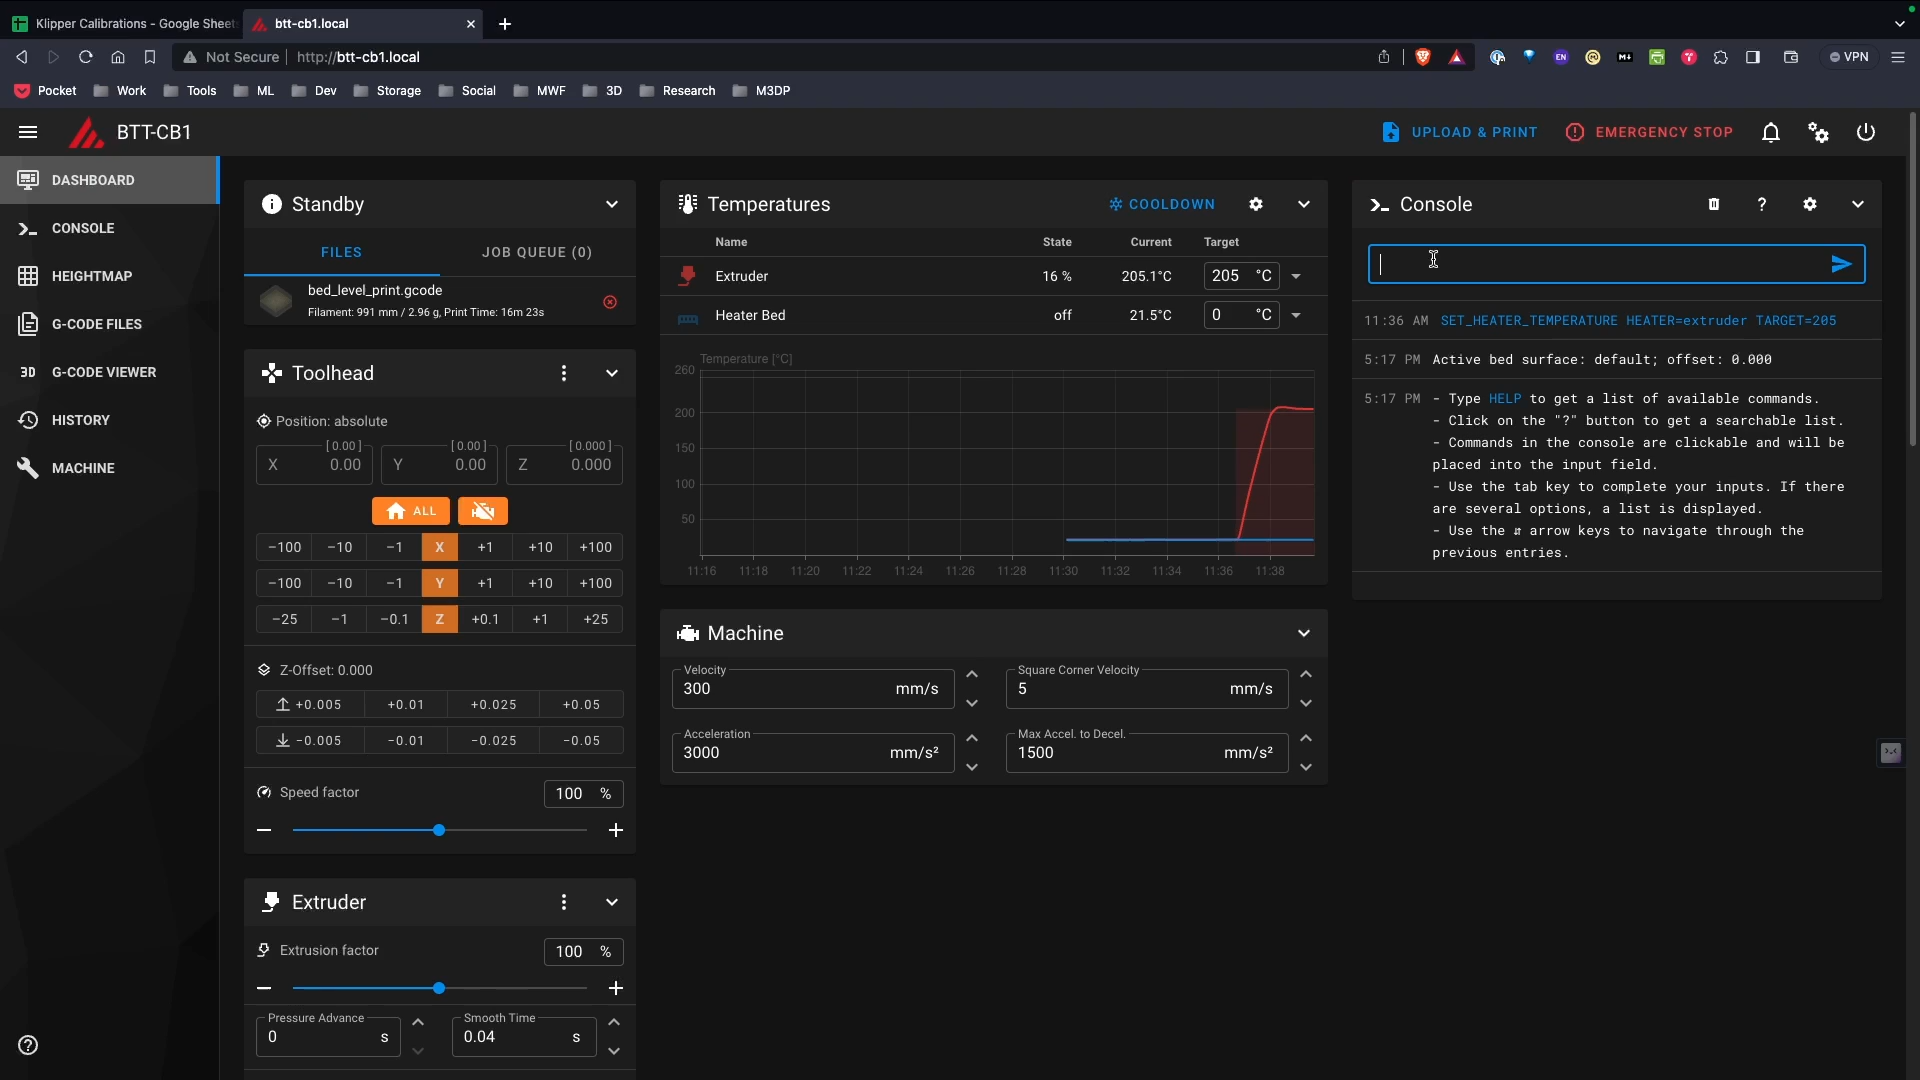 Klipper Calibrations - Google Sheet
btt-cb1.local
Not Secure
http://btt-cb1.local
EN
VPN
Pocket
Work
Tools
ML
Dev
Storage
Social
MWF
3D
Research
M3DP
BTT-CB1
UPLOAD & PRINT
EMERGENCY STOP
DASHBOARD
CONSOLE
HEIGHTMAP
G-CODE FILES
3D G-CODE VIEWER
HISTORY
MACHINE
Standby
FILES
JOB QUEUE (0)
bed_level_print.gcode
Filament: 991 mm / 2.96 g, Print Time: 16m 23s
Toolhead
Position: absolute
[ 0.00 ] [ 0.00 ] [ 0.000 ]
X 0.00 Y 0.00 Z 0.000
ALL
-100 -10 -1 X +1 +10 +100
-100 -10 -1 Y +1 +10 +100
-25 -1 -0.1 Z +0.1 +1 +25
Z-Offset: 0.000
+0.005 +0.01 +0.025 +0.05
-0.005 -0.01 -0.025 -0.05
Speed factor 100 %
Extruder
Extrusion factor 100 %
Pressure Advance
0 s
Smooth Time
0.04 s
Temperatures
COOLDOWN
Name State Current Target
Extruder 16 % 205.1°C 205 °C
Heater Bed off 21.5°C 0 °C
Temperature [°C]
260
200
150
100
50
11:16 11:18 11:20 11:22 11:24 11:26 11:28 11:30 11:32 11:34 11:36 11:38
Machine
Velocity
300 mm/s
Square Corner Velocity
5 mm/s
Acceleration
3000 mm/s²
Max Accel. to Decel.
1500 mm/s²
Console
11:36 AM SET_HEATER_TEMPERATURE HEATER=extruder TARGET=205
5:17 PM Active bed surface: default; offset: 0.000
5:17 PM - Type HELP to get a list of available commands.
- Click on the "?" button to get a searchable list.
- Commands in the console are clickable and will be
placed into the input field.
- Use the tab key to complete your inputs. If there
are several options, a list is displayed.
- Use the ⇵ arrow keys to navigate through the
previous entries.